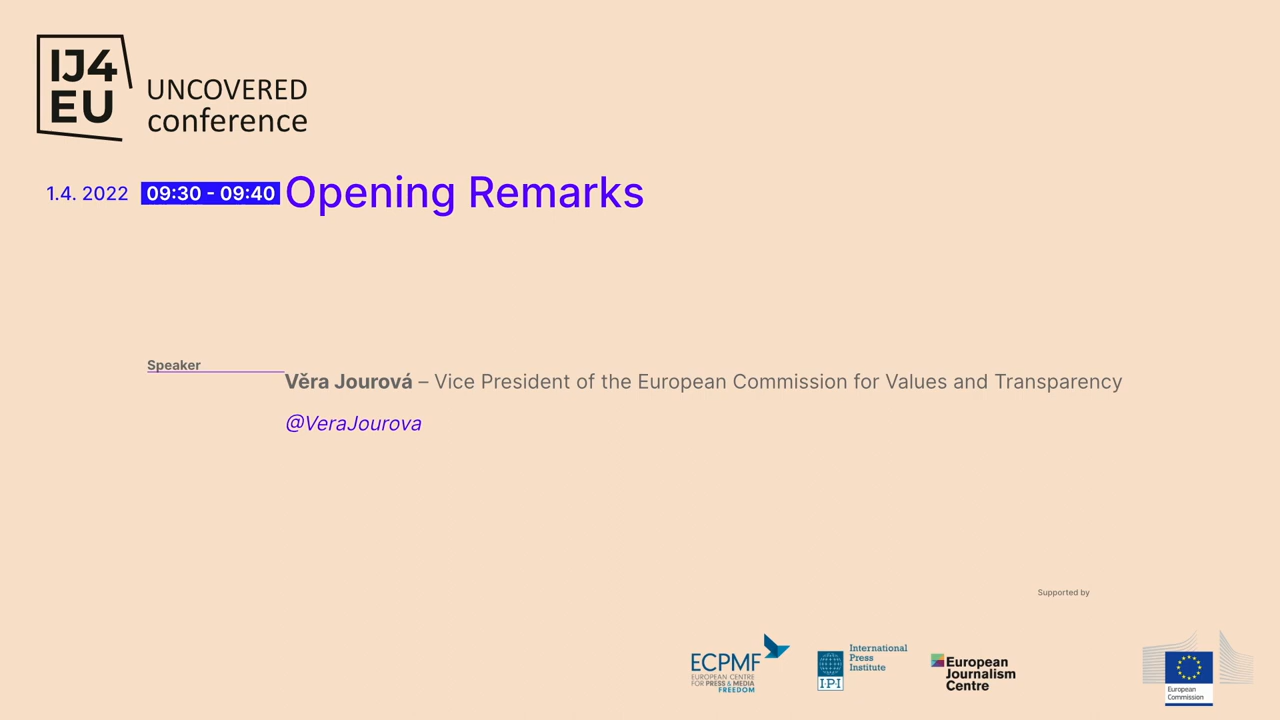 IJ4
EU
UNCOVERED
conference
1.4. 2022 09:30 - 09:40 Opening Remarks
Speaker
Věra Jourová – Vice President of the European Commission for Values and Transparency
@VeraJourova
Supported by
ECPMF
EUROPEAN CENTRE
FOR PRESS & MEDIA
FREEDOM
IPI
International
Press
Institute
European
Journalism
Centre
European
Commission